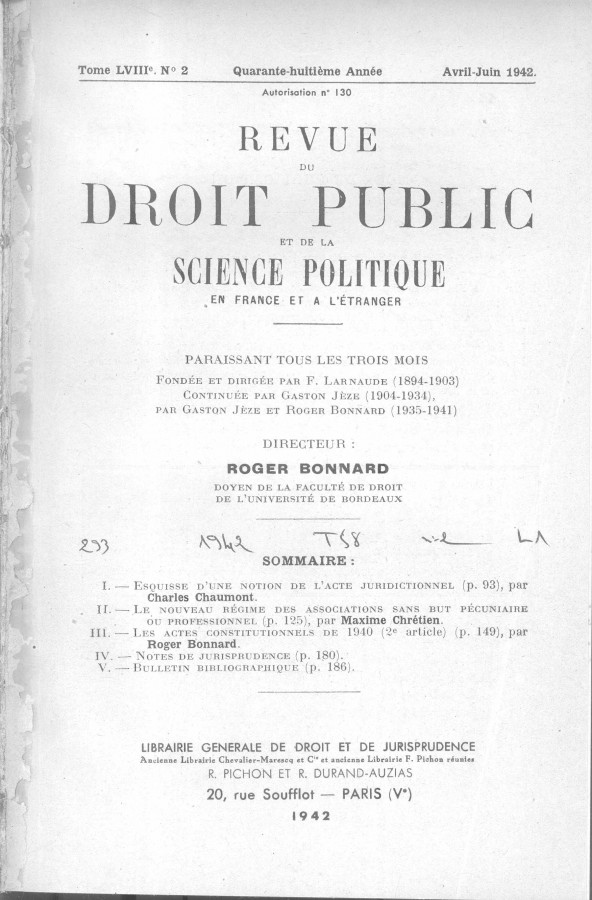 Tome LVIIIe. No 2 Quarante-huitième Année Avril-Juin 1942.
Autorisation n° 130
REVUE
DU
DROIT PUBLIC
ET DE LA
SCIENCE POLITIQUE
EN FRANCE ET A L'ÉTRANGER
PARAISSANT TOUS LES TROIS MOIS
FONDÉE ET DIRIGÉE PAR F. LARNAUDE (1894-1903)
CONTINUÉE PAR GASTON JÈZE (1904-1934),
PAR GASTON JÈZE ET ROGER BONNARD (1935-1941)
DIRECTEUR :
ROGER BONNARD
DOYEN DE LA FACULTÉ DE DROIT
DE L'UNIVERSITÉ DE BORDEAUX
293 1942 T58
SOMMAIRE :
I. — ESQUISSE D'UNE NOTION DE L'ACTE JURIDICTIONNEL (p. 93), par
Charles Chaumont.
II. — LE NOUVEAU RÉGIME DES ASSOCIATIONS SANS BUT PÉCUNIAIRE
OU PROFESSIONNEL (p. 125), par Maxime Chrétien.
III. — LES ACTES CONSTITUTIONNELS DE 1940 (2e article) (p. 149), par
Roger Bonnard.
IV. — NOTES DE JURISPRUDENCE (p. 180).
V. — BULLETIN BIBLIOGRAPHIQUE (p. 186).
LIBRAIRIE GENERALE DE DROIT ET DE JURISPRUDENCE
Ancienne Librairie Chevalier-Marescq et Cie et ancienne Librairie F. Pichon réunies
R. PICHON ET R. DURAND-AUZIAS
20, rue Soufflot — PARIS (Ve)
1942